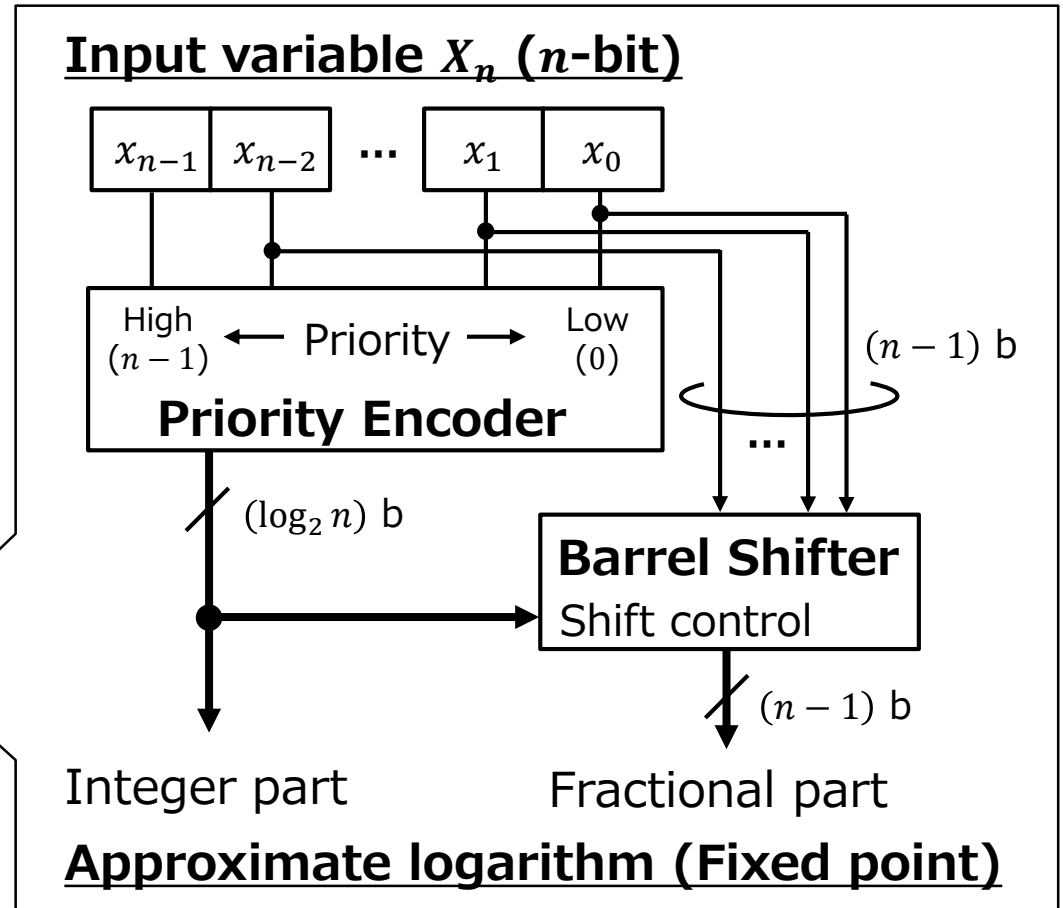 Input variable Xₙ (n-bit)
xₙ₋₁ xₙ₋₂ ... x₁ x₀
High ← Priority → Low
(n − 1) (0)
Priority Encoder
(n − 1) b
...
(log₂ n) b
Barrel Shifter
Shift control
(n − 1) b
Integer part Fractional part
Approximate logarithm (Fixed point)